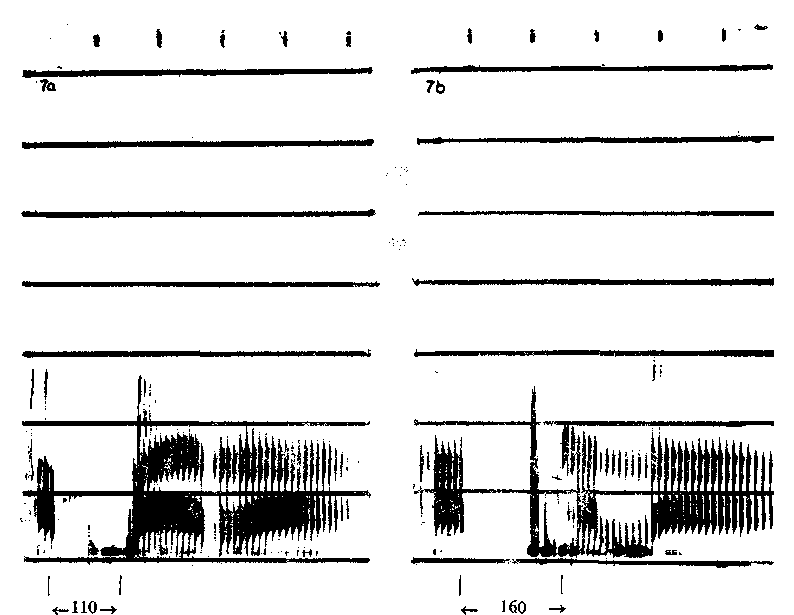 7a
7b
←110→
← 160 →